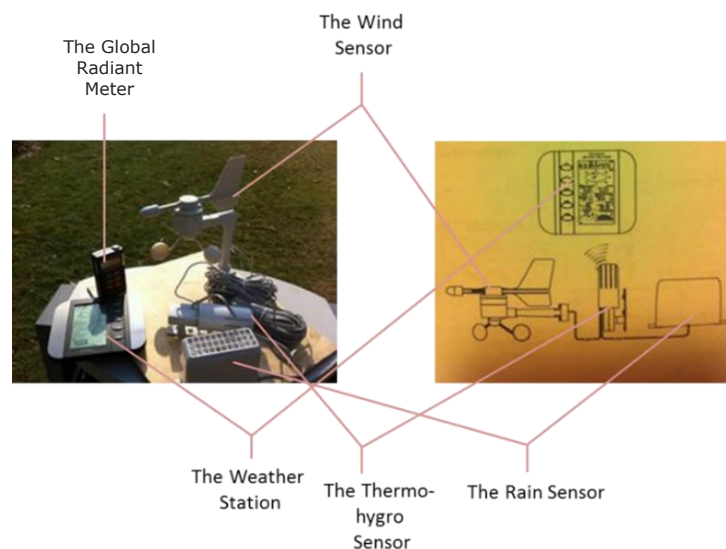 The Wind
Sensor
The Global
Radiant
Meter
The Weather
Station
The Thermo-
hygro
Sensor
The Rain Sensor